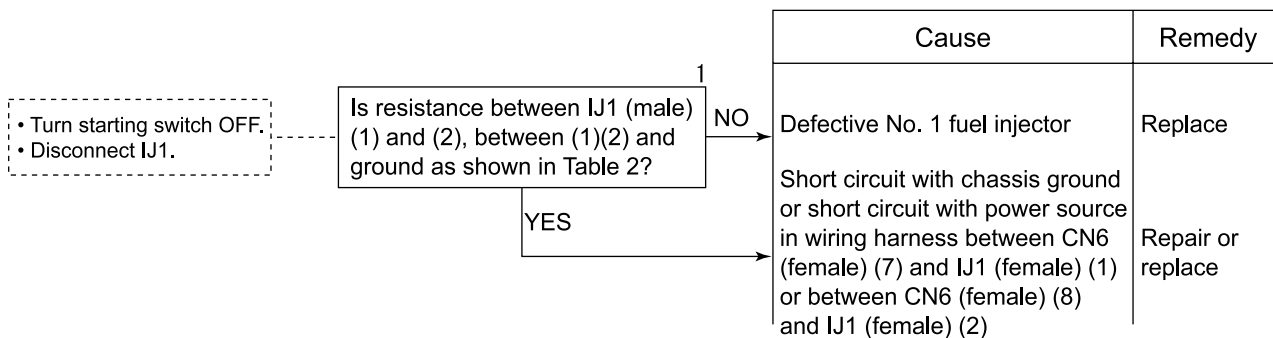 Cause
Remedy
1
• Turn starting switch OFF.
• Disconnect IJ1.
Is resistance between IJ1 (male)
(1) and (2), between (1)(2) and
ground as shown in Table 2?
NO
Defective No. 1 fuel injector
Replace
YES
Short circuit with chassis ground
or short circuit with power source
in wiring harness between CN6
(female) (7) and IJ1 (female) (1)
or between CN6 (female) (8)
and IJ1 (female) (2)
Repair or
replace